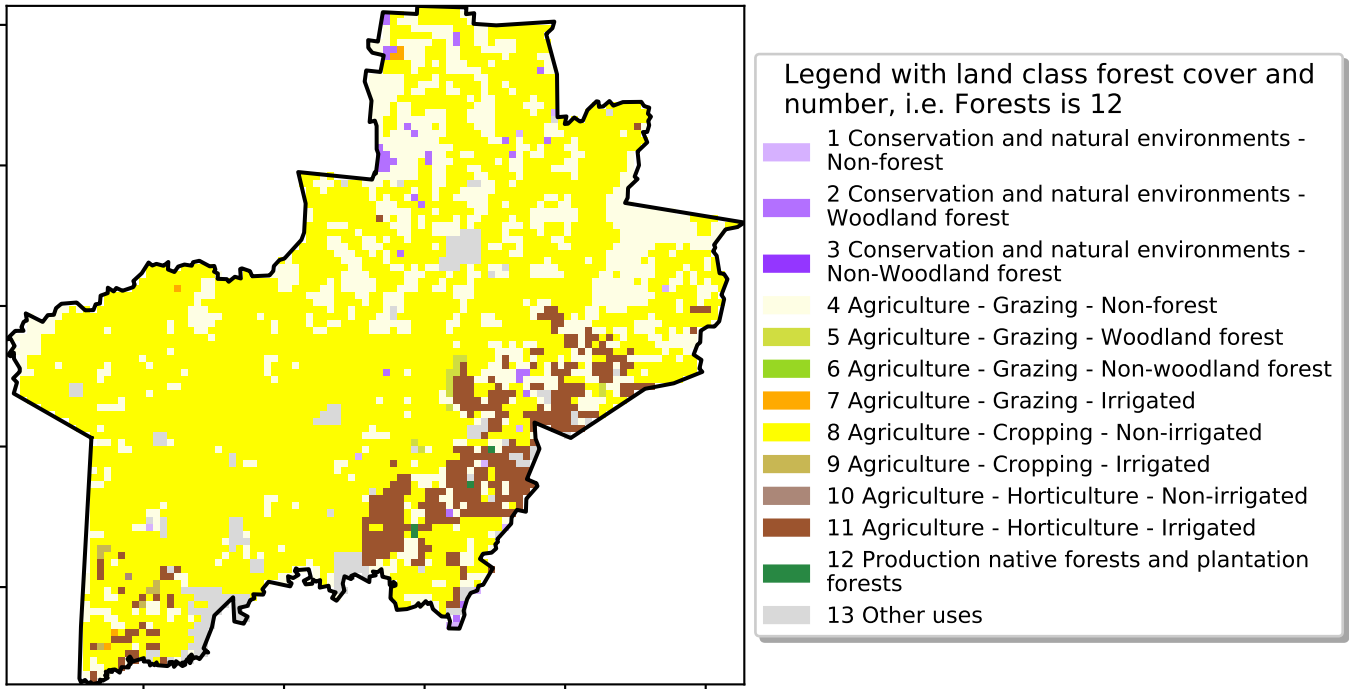 Legend with land class forest cover and
number, i.e. Forests is 12
1 Conservation and natural environments -
Non-forest
2 Conservation and natural environments -
Woodland forest
3 Conservation and natural environments -
Non-Woodland forest
4 Agriculture - Grazing - Non-forest
5 Agriculture - Grazing - Woodland forest
6 Agriculture - Grazing - Non-woodland forest
7 Agriculture - Grazing - Irrigated
8 Agriculture - Cropping - Non-irrigated
9 Agriculture - Cropping - Irrigated
10 Agriculture - Horticulture - Non-irrigated
11 Agriculture - Horticulture - Irrigated
12 Production native forests and plantation
forests
13 Other uses